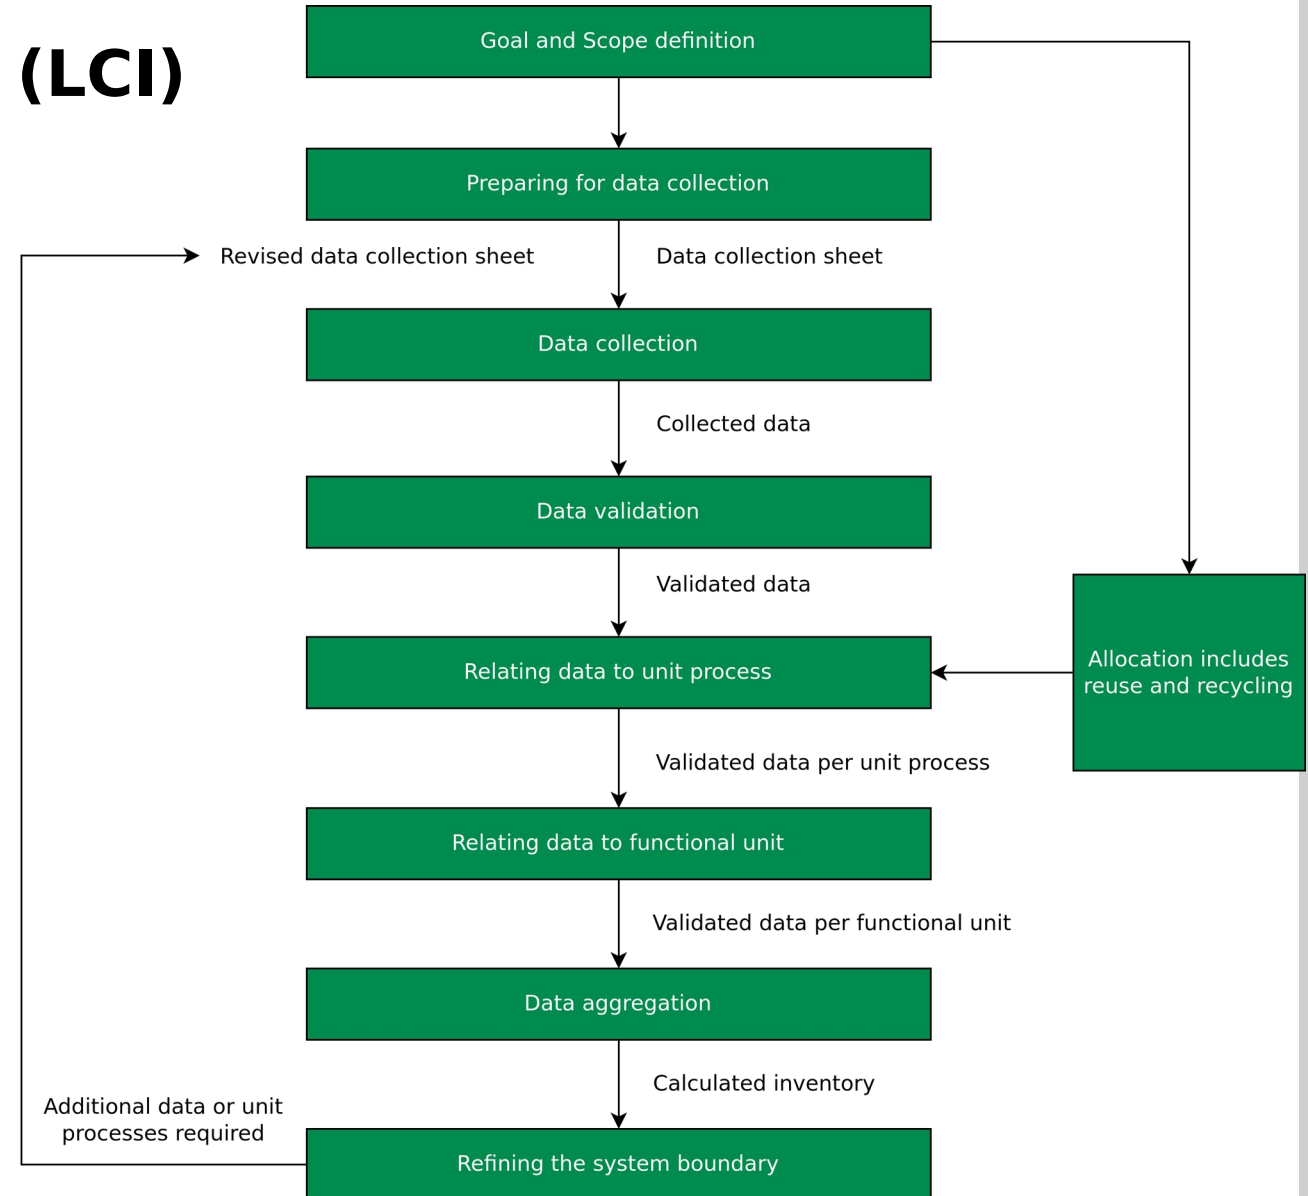 (LCI)
Goal and Scope definition
Preparing for data collection
Revised data collection sheet
Data collection sheet
Data collection
Collected data
Data validation
Validated data
Relating data to unit process
Allocation includes
reuse and recycling
Validated data per unit process
Relating data to functional unit
Validated data per functional unit
Data aggregation
Calculated inventory
Additional data or unit
processes required
Refining the system boundary